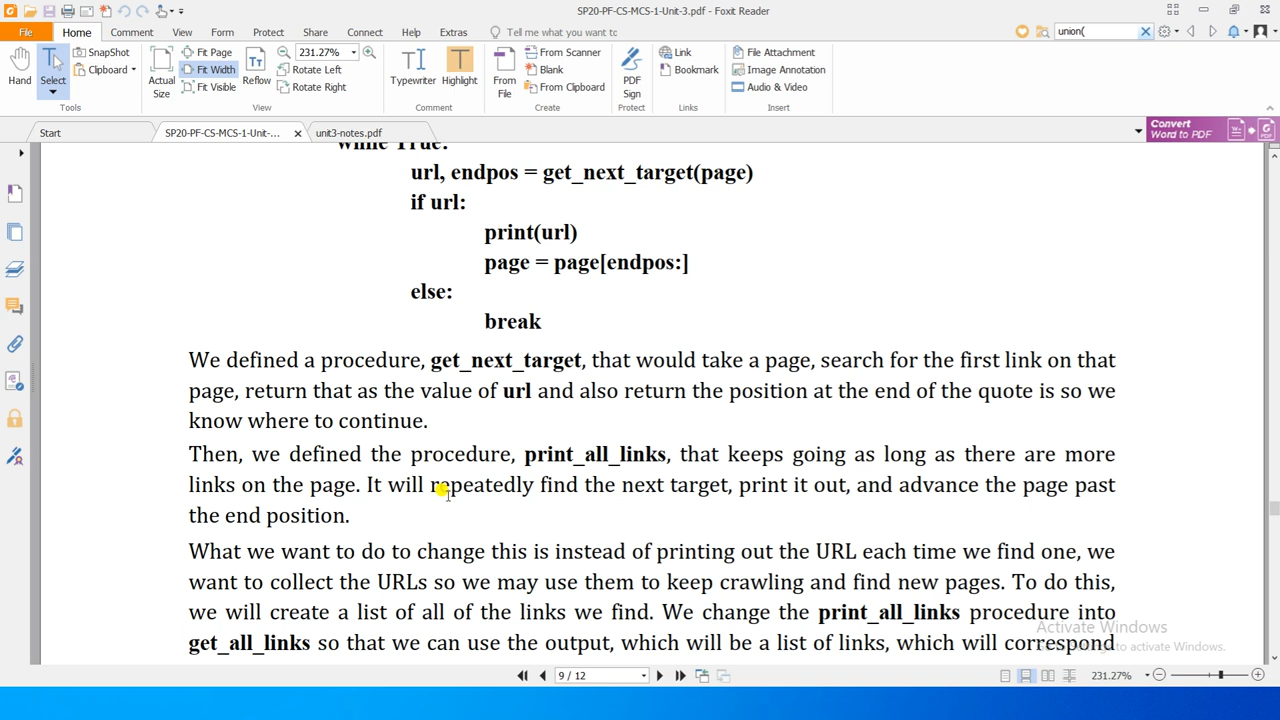 SP20-PF-CS-MCS-1-Unit-3.pdf - Foxit Reader
File Home Comment View Form Protect Share Connect Help Extras Tell me what you want to union(
Hand Select SnapShot Clipboard Actual Size Fit Page Fit Width Fit Visible Reflow 231.27% Rotate Left Rotate Right Typewriter Highlight From File From Scanner Blank From Clipboard PDF Sign Link Bookmark File Attachment Image Annotation Audio & Video
Tools View Comment Create Protect Links Insert
Start SP20-PF-CS-MCS-1-Unit-... unit3-notes.pdf Convert Word to PDF
while True:
url, endpos = get_next_target(page)
if url:
print(url)
page = page[endpos:]
else:
break
We defined a procedure, get_next_target, that would take a page, search for the first link on that
page, return that as the value of url and also return the position at the end of the quote is so we
know where to continue.
Then, we defined the procedure, print_all_links, that keeps going as long as there are more
links on the page. It will repeatedly find the next target, print it out, and advance the page past
the end position.
What we want to do to change this is instead of printing out the URL each time we find one, we
want to collect the URLs so we may use them to keep crawling and find new pages. To do this,
we will create a list of all of the links we find. We change the print_all_links procedure into
get_all_links so that we can use the output, which will be a list of links, which will correspond
Activate Windows
to activate Windows.
9 / 12 231.27%